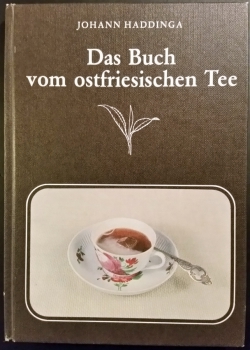 JOHANN HADDINGA
Das Buch
vom ostfriesischen Tee